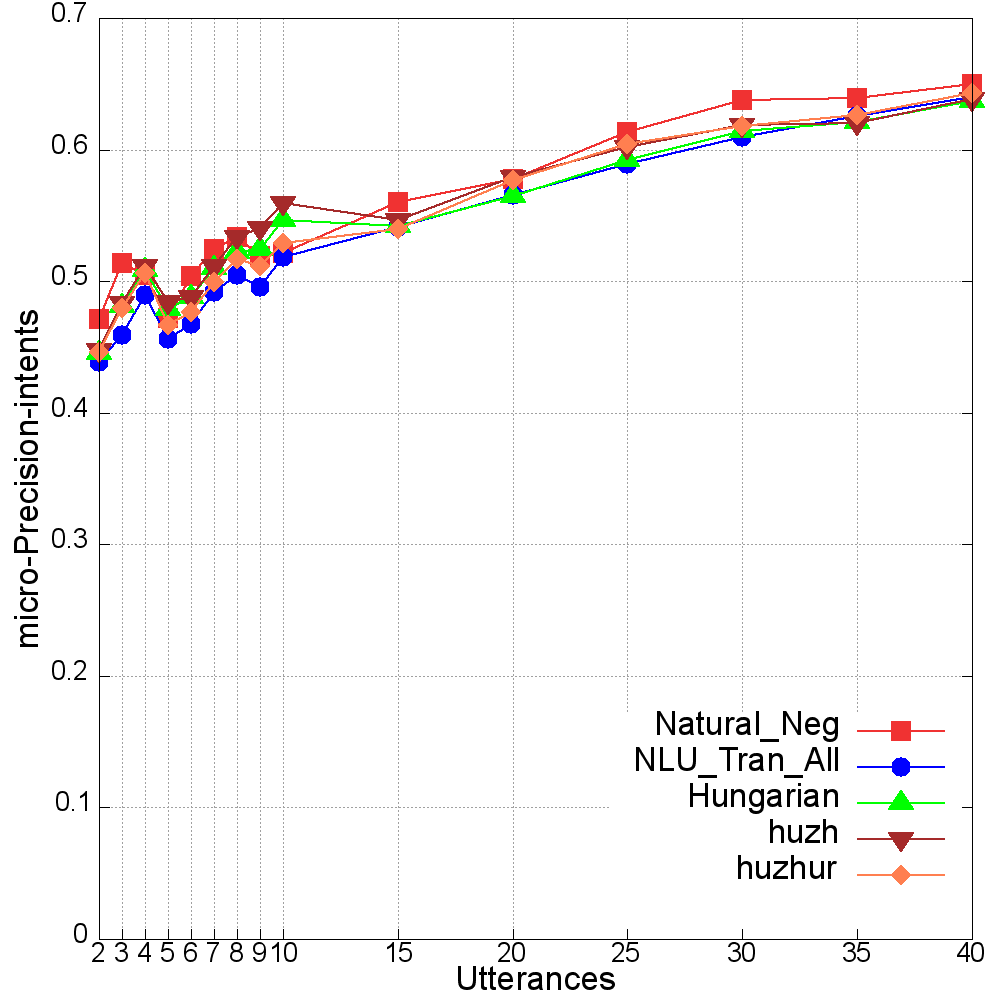 0.7
0.6
0.5
0.4
0.3
0.2
0.1
0
micro-Precision-intents
Natural_Neg
NLU_Tran_All
Hungarian
huzh
huzhur
2 3 4 5 6 7 8 9 10 15 20 25 30 35 40
Utterances